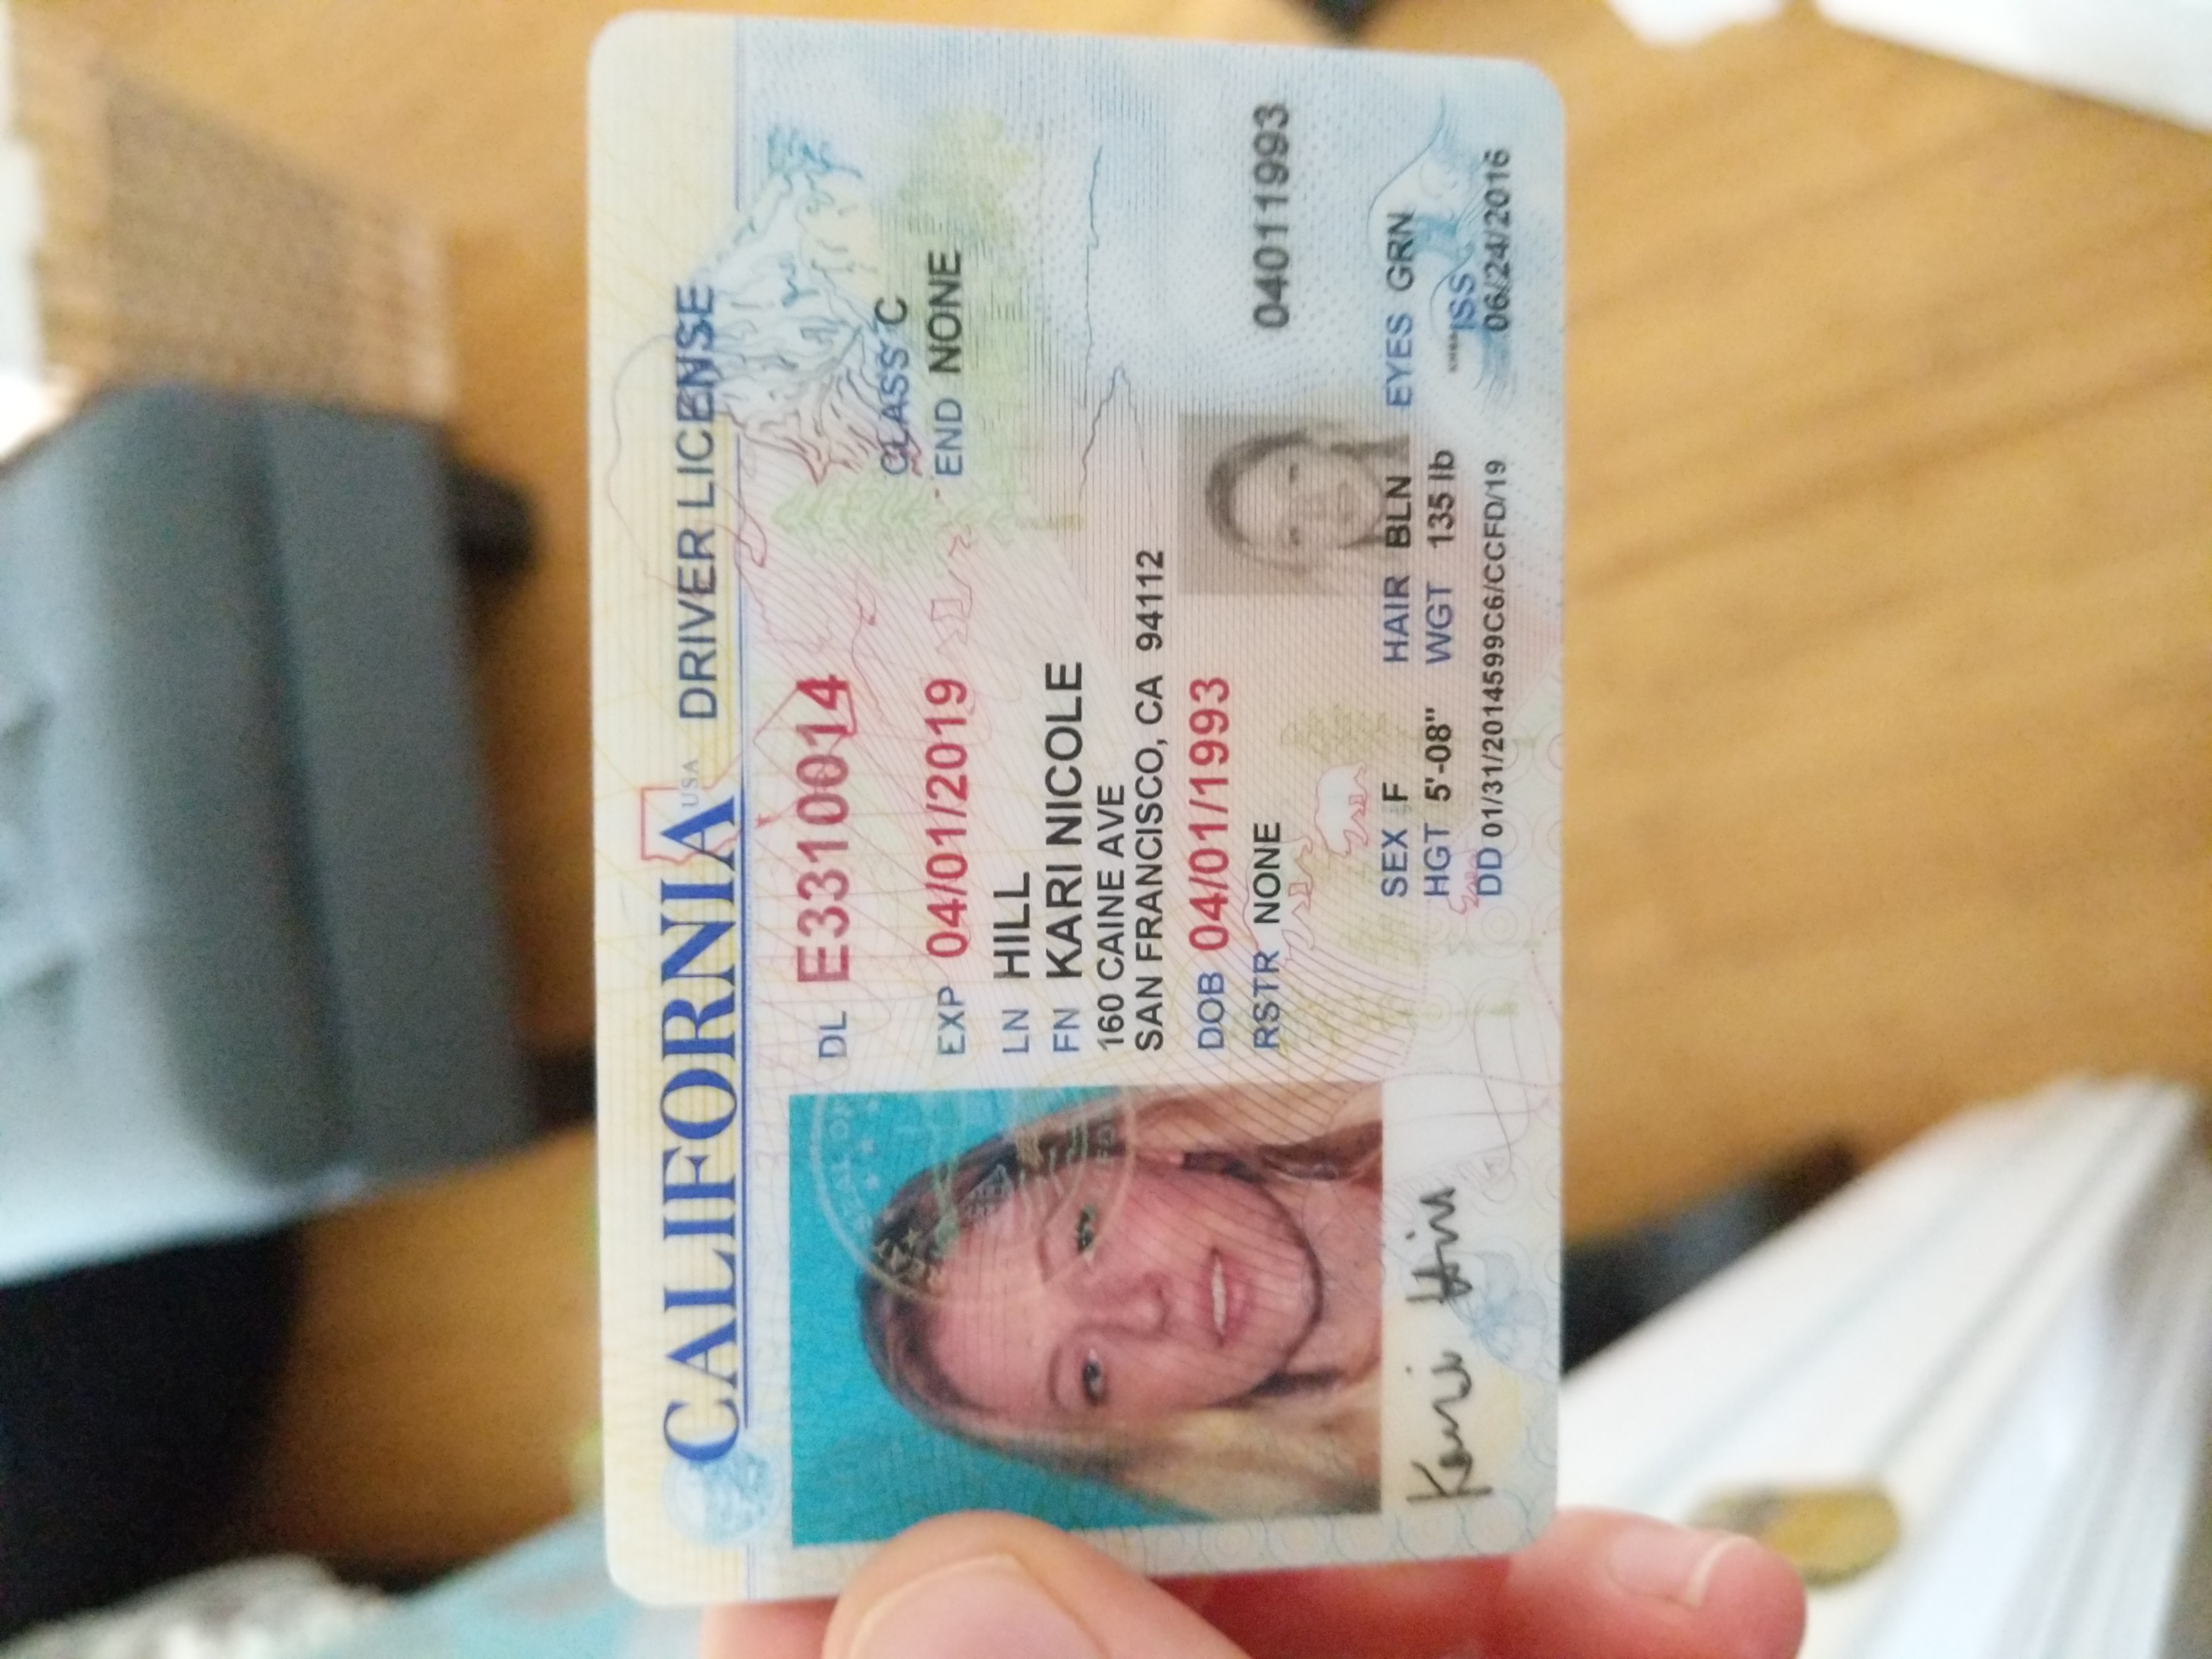 CALIFORNIA USA DRIVER LICENSE
DL E3310014
CLASS C
EXP 04/01/2019
END NONE
LN HILL
FN KARI NICOLE
160 CAINE AVE
SAN FRANCISCO, CA 94112
DOB 04/01/1993
RSTR NONE
04011993
SEX F HAIR BLN EYES GRN
HGT 5'-08" WGT 135 lb
ISS
DD 01/31/2014599C6/CCFD/19 06/24/2016
Kari Hill
SEAL OF